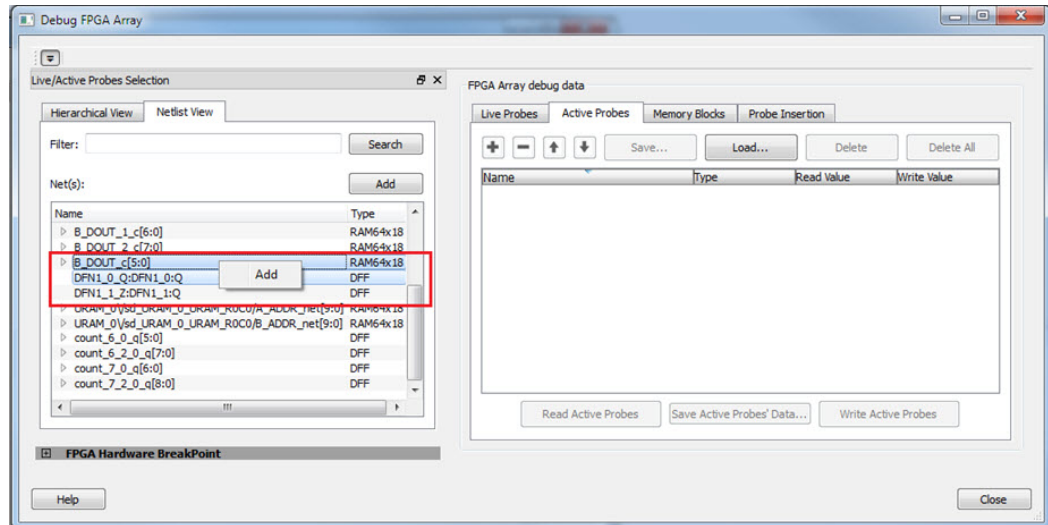 Debug FPGA Array
Live/Active Probes Selection
Hierarchical View Netlist View
Filter: Search
Net(s): Add
Name Type
B_DOUT_1_c[6:0] RAM64x18
B_DOUT_2_c[7:0] RAM64x18
B_DOUT_c[5:0] RAM64x18
DFN1_0_Q:DFN1_0:Q DFF
Add
DFN1_1_Z:DFN1_1:Q DFF
URAM_0\/sd_URAM_0_URAM_R0C0/A_ADDR_net[9:0] RAM64x18
URAM_0\/sd_URAM_0_URAM_R0C0/B_ADDR_net[9:0] RAM64x18
count_6_0_q[5:0] DFF
count_6_2_0_q[7:0] DFF
count_7_0_q[6:0] DFF
count_7_2_0_q[8:0] DFF
FPGA Hardware BreakPoint
FPGA Array debug data
Live Probes Active Probes Memory Blocks Probe Insertion
Save... Load... Delete Delete All
Name Type Read Value Write Value
Read Active Probes Save Active Probes' Data... Write Active Probes
Help Close